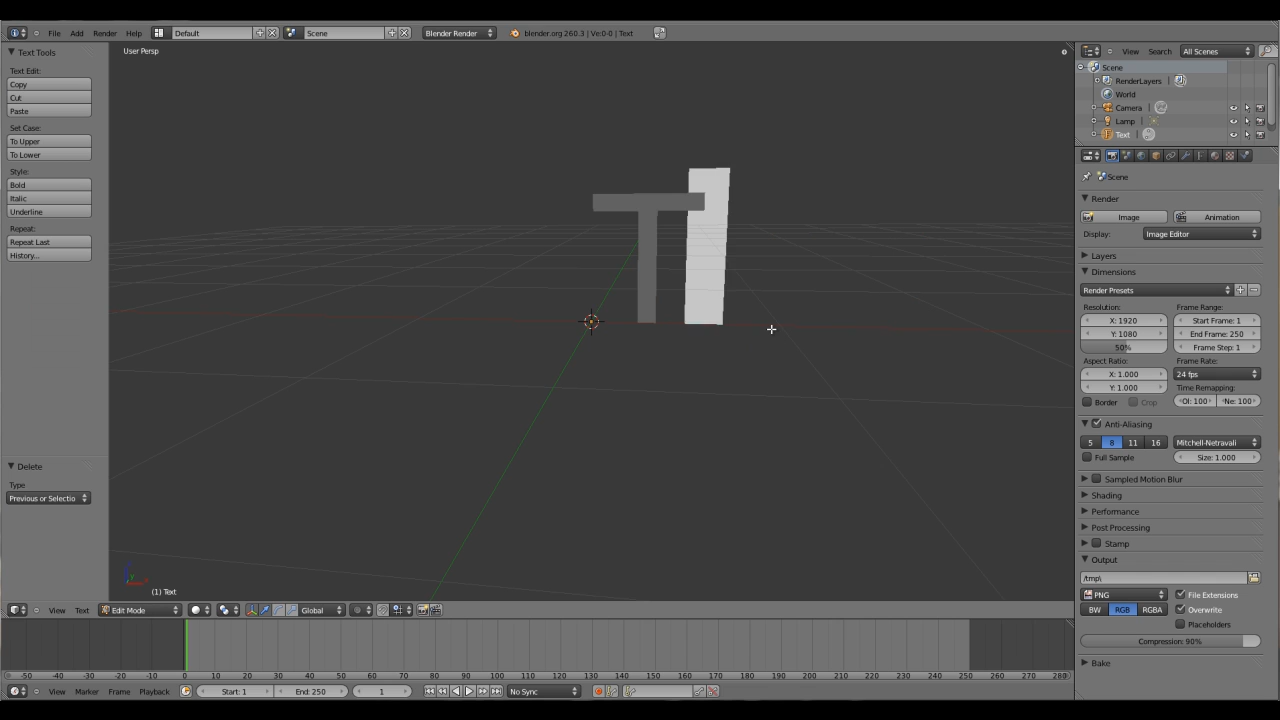 File Add Render Help Default Scene Blender Render blender.org 260.3 | Ve:0-0 | Text
Text Tools
Text Edit:
Copy
Cut
Paste
Set Case:
To Upper
To Lower
Style:
Bold
Italic
Underline
Repeat:
Repeat Last
History...
Delete
Type
Previous or Selectio
User Persp
T
(1) Text
View Text Edit Mode Global
-50 -40 -30 -20 -10 0 10 20 30 40 50 60 70 80 90 100 110 120 130 140 150 160 170 180 190 200 210 220 230 240 250 260 270 280
View Marker Frame Playback Start: 1 End: 250 1 No Sync
View Search All Scenes
Scene
RenderLayers
World
Camera
Lamp
Text
Scene
Render
Image Animation
Display: Image Editor
Layers
Dimensions
Render Presets
Resolution: Frame Range:
X: 1920 Start Frame: 1
Y: 1080 End Frame: 250
50% Frame Step: 1
Aspect Ratio: Frame Rate:
X: 1.000 24 fps
Y: 1.000 Time Remapping:
Border Crop Ol: 100 Ne: 100
Anti-Aliasing
5 8 11 16 Mitchell-Netravali
Full Sample Size: 1.000
Sampled Motion Blur
Shading
Performance
Post Processing
Stamp
Output
/tmp\
PNG File Extensions
BW RGB RGBA Overwrite
Placeholders
Compression: 90%
Bake